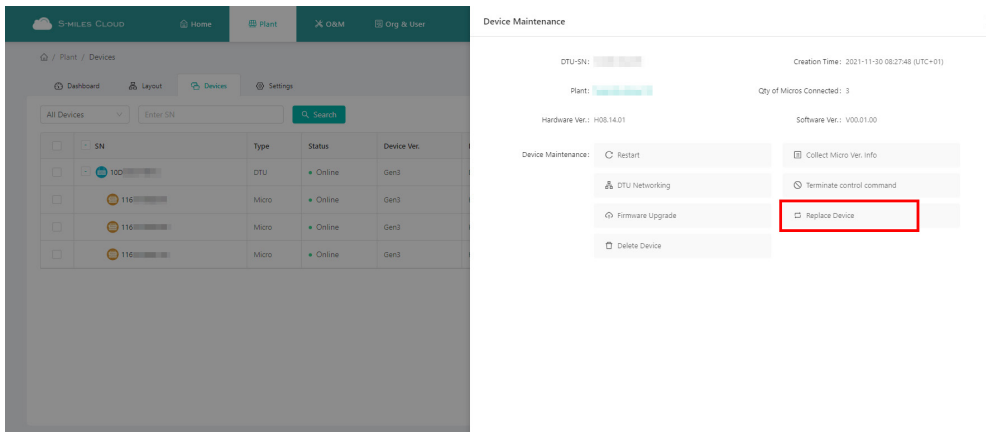 S-MILES CLOUD
Home
Plant
O&M
Org & User
/ Plant / Devices
Dashboard
Layout
Devices
Settings
All Devices
Enter SN
Search
SN Type Status Device Ver.
10D DTU Online Gen3
116 Micro Online Gen3
116 Micro Online Gen3
116 Micro Online Gen3
Device Maintenance
DTU-SN:
Creation Time: 2021-11-30 08:27:48 (UTC+01)
Plant:
Qty of Micros Connected: 3
Hardware Ver.: H08.14.01
Software Ver.: V00.01.00
Device Maintenance:
Restart
Collect Micro Ver. Info
DTU Networking
Terminate control command
Firmware Upgrade
Replace Device
Delete Device